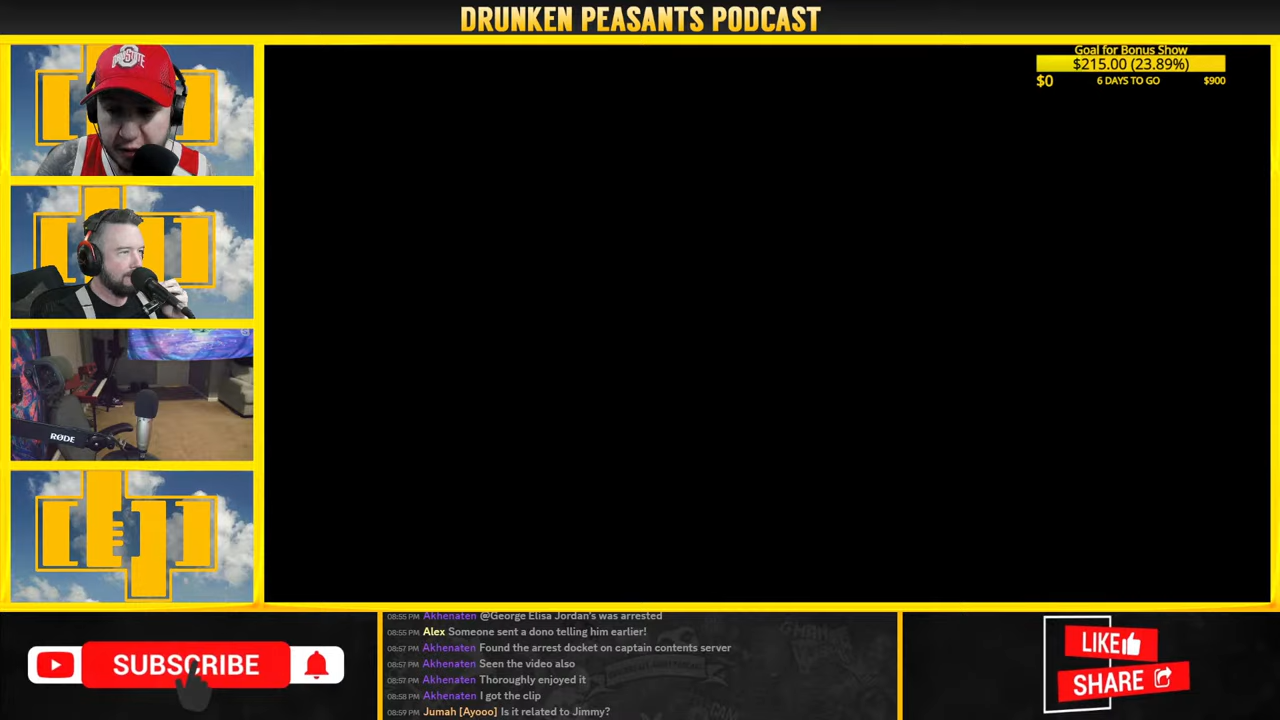 DRUNKEN PEASANTS PODCAST
Goal for Bonus Show
$215.00 (23.89%)
$0 6 DAYS TO GO $900
OHIO STATE
RØDE
08:55 PM Akhenaten @George Elisa Jordan's was arrested
08:55 PM Alex Someone sent a dono telling him earlier!
08:57 PM Akhenaten Found the arrest docket on captain contents server
08:57 PM Akhenaten Seen the video also
08:57 PM Akhenaten Thoroughly enjoyed it
08:58 PM Akhenaten I got the clip
08:59 PM Jumah [Ayooo] Is it related to Jimmy?
SUBSCRIBE
LIKE
SHARE